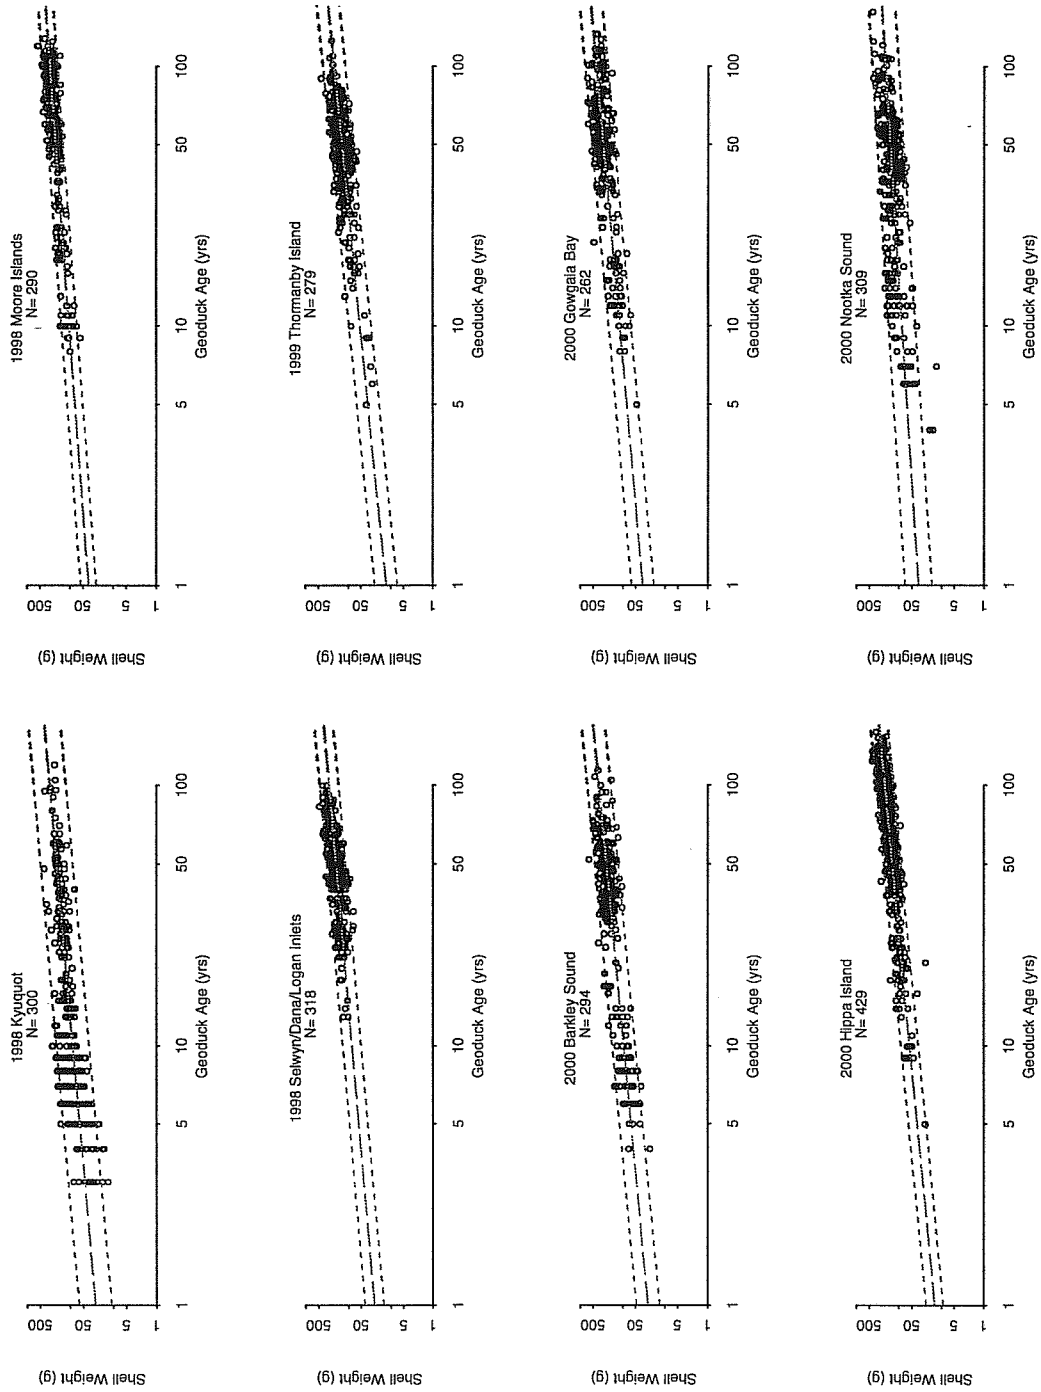 1998 Kyuquot
N= 300
Shell Weight (g)
500
50
5
1
1
5
10
50
100
Geoduck Age (yrs)
1998 Moore Islands
N= 290
Shell Weight (g)
500
50
5
1
1
5
10
50
100
Geoduck Age (yrs)
1998 Selwyn/Dana/Logan Inlets
N= 318
Shell Weight (g)
500
50
5
1
1
5
10
50
100
Geoduck Age (yrs)
1999 Thormanby Island
N= 279
Shell Weight (g)
500
50
5
1
1
5
10
50
100
Geoduck Age (yrs)
2000 Barkley Sound
N= 294
Shell Weight (g)
500
50
5
1
1
5
10
50
100
Geoduck Age (yrs)
2000 Gowgaia Bay
N= 262
Shell Weight (g)
500
50
5
1
1
5
10
50
100
Geoduck Age (yrs)
2000 Hippa Island
N= 429
Shell Weight (g)
500
50
5
1
1
5
10
50
100
Geoduck Age (yrs)
2000 Nootka Sound
N= 309
Shell Weight (g)
500
50
5
1
1
5
10
50
100
Geoduck Age (yrs)